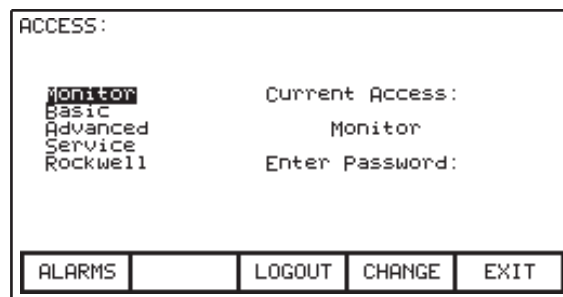 ACCESS:
Monitor
Basic
Advanced
Service
Rockwell
Current Access:
Monitor
Enter Password:
ALARMS LOGOUT CHANGE EXIT